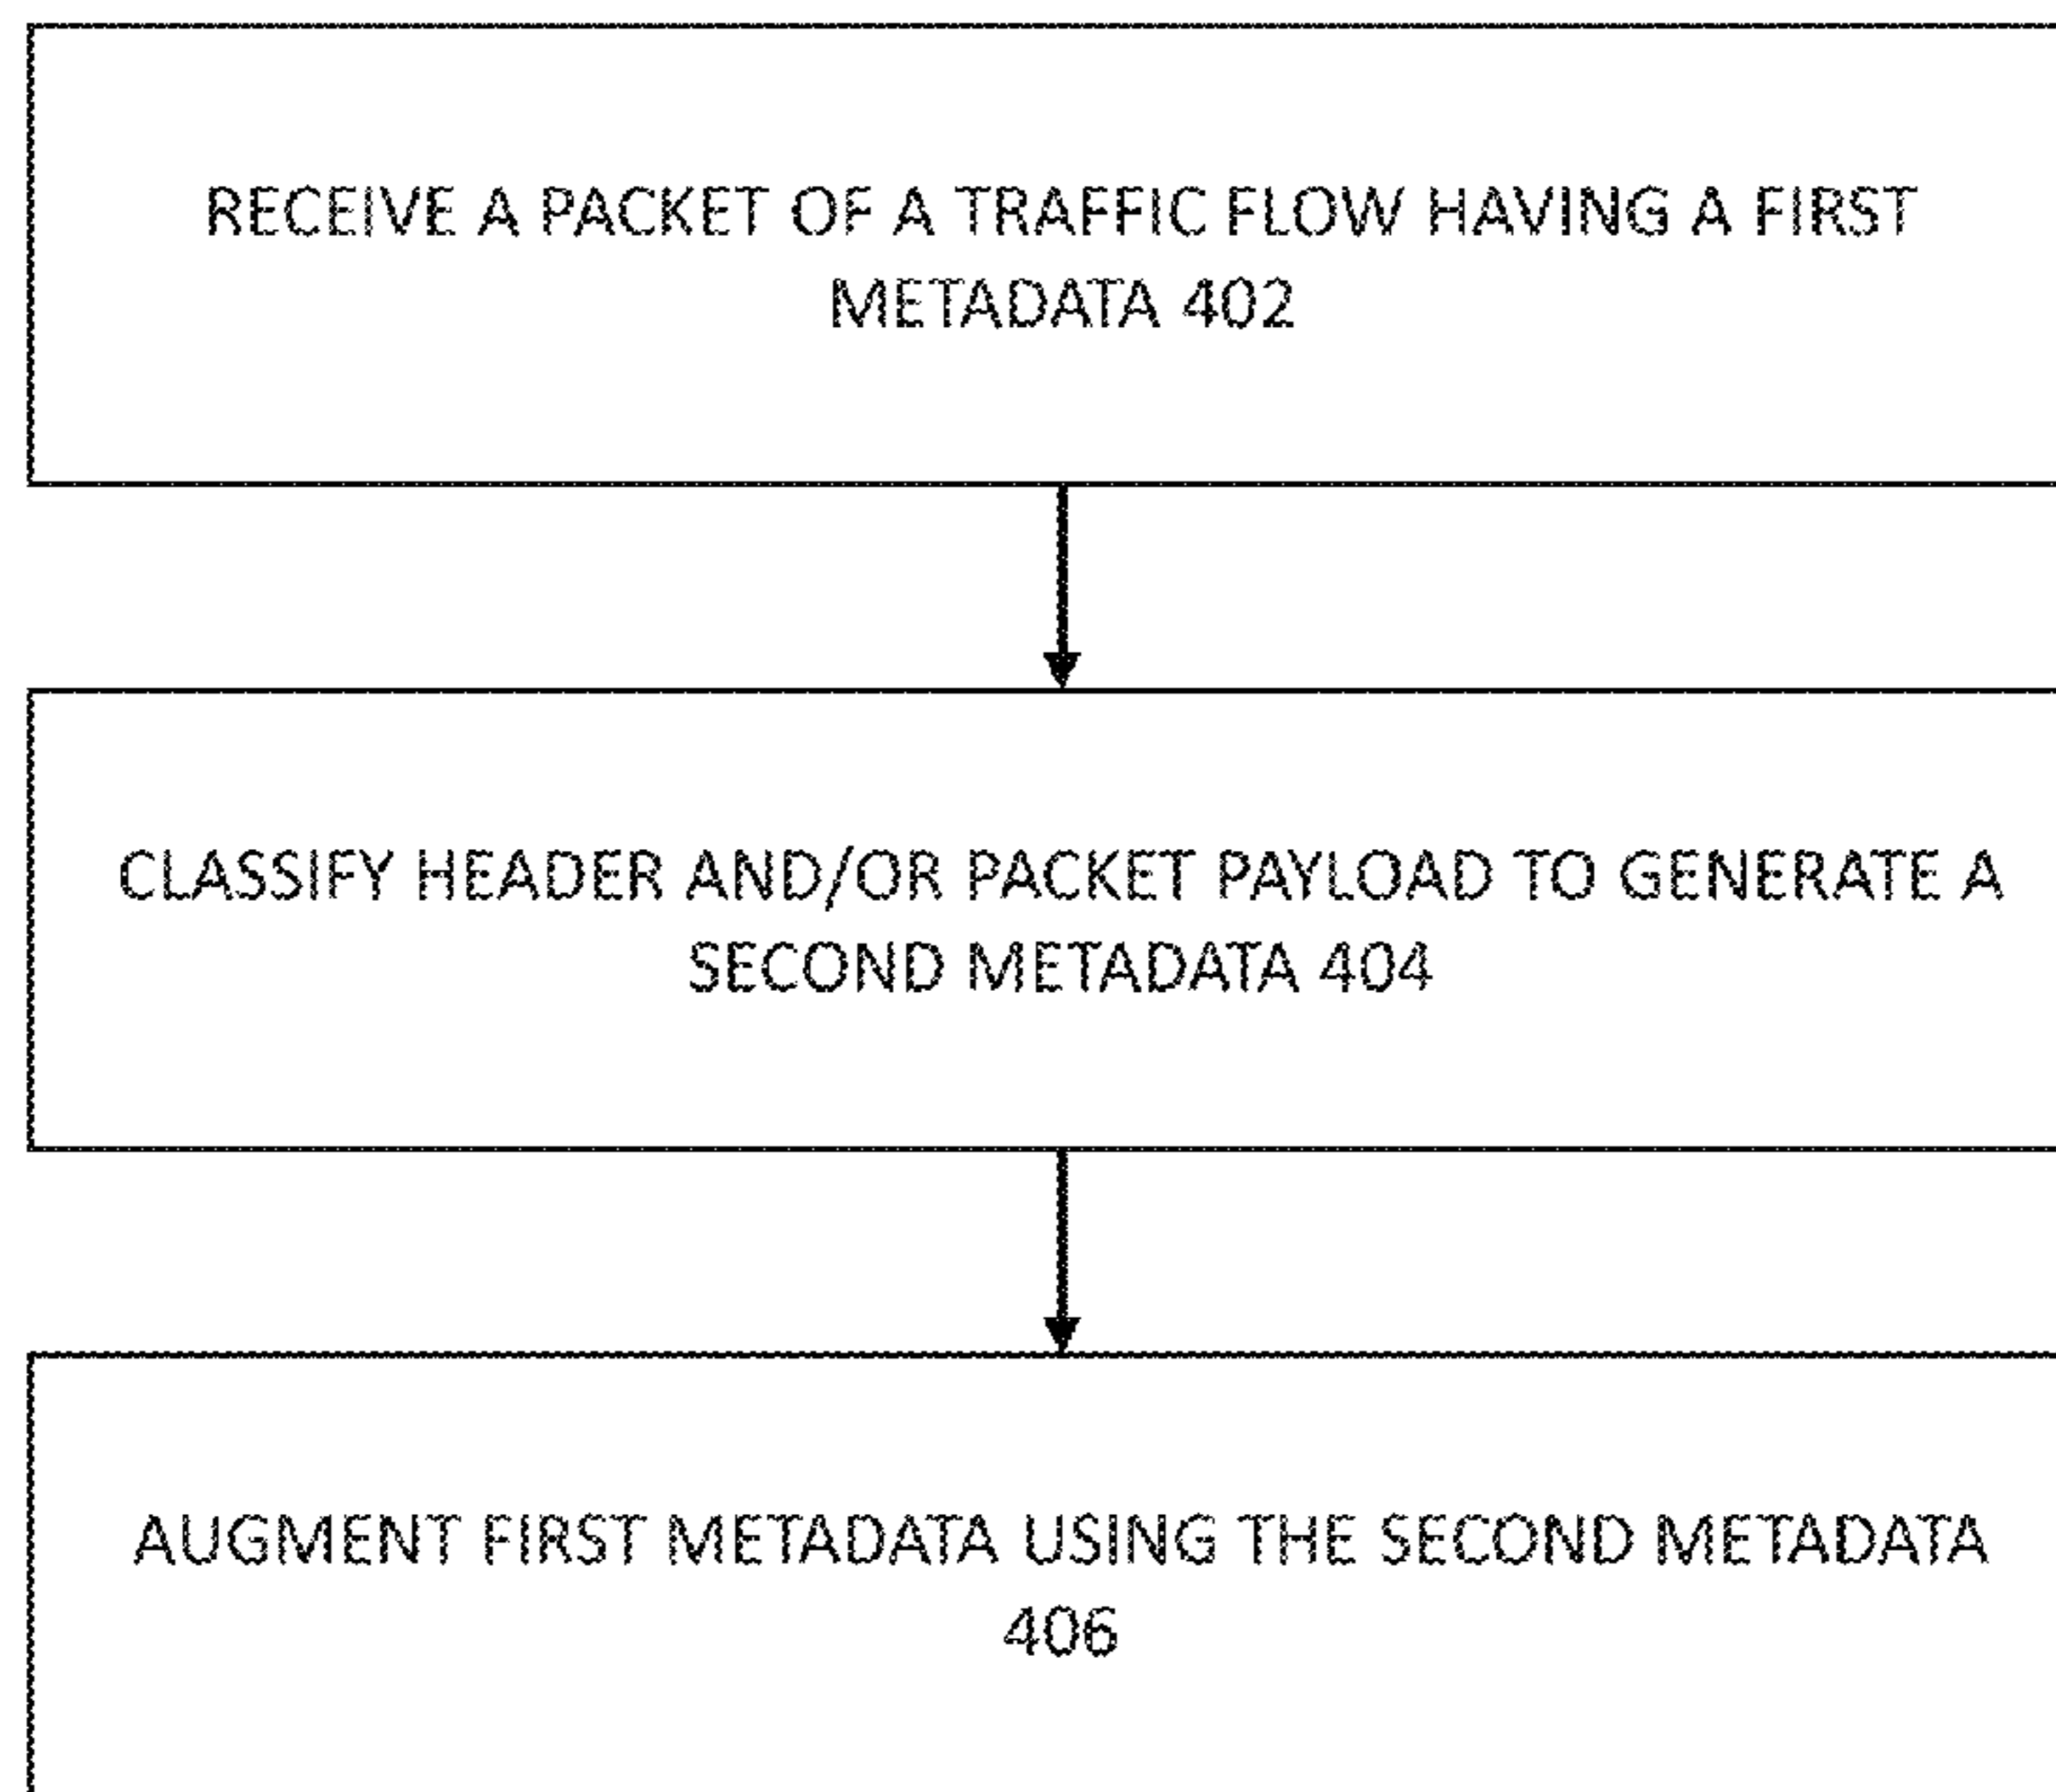 RECEIVE A PACKET OF A TRAFFIC FLOW HAVING A FIRST
METADATA 402
CLASSIFY HEADER AND/OR PACKET PAYLOAD TO GENERATE A
SECOND METADATA 404
AUGMENT FIRST METADATA USING THE SECOND METADATA
406